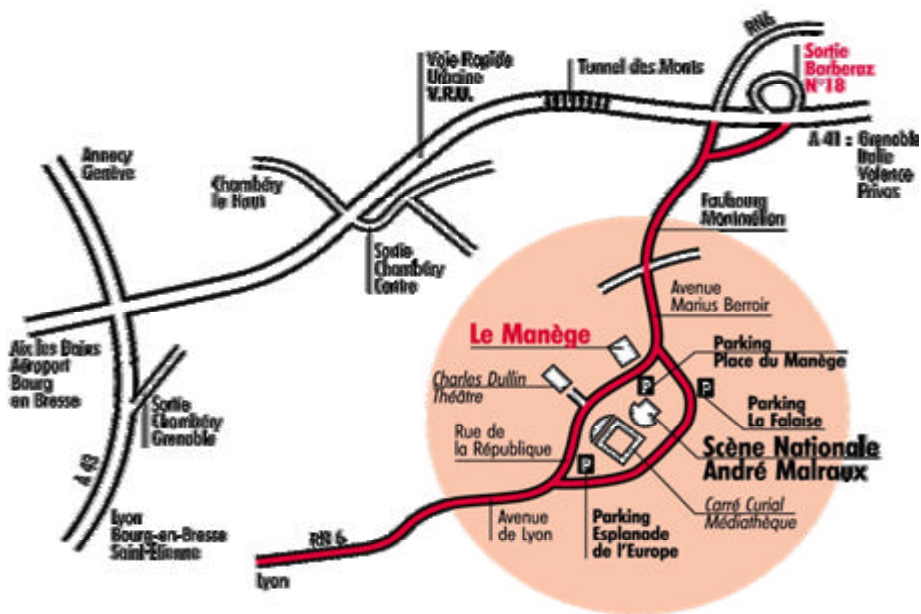 RN6
Sortie
Barberaz
N°18
Voie Rapide
Urbaine
V.R.U.
Tunnel des Monts
A 41 : Grenoble
Italie
Valence
Privas
Annecy
Genève
Chambéry
le Haut
Faubourg
Montmélian
Sortie
Chambéry
Centre
Avenue
Marius Berroir
Le Manège
Parking
Place du Manège
Aix les Bains
Aéroport
Bourg
en Bresse
Charles Dullin
Théâtre
P
P
Parking
La Falaise
Sortie
Chambéry
Grenoble
Rue de
la République
Scène Nationale
André Malraux
P
A 43
Carré Curial
Médiathèque
Avenue
de Lyon
Parking
Esplanade
de l'Europe
Lyon
Bourg-en-Bresse
Saint-Etienne
RN 6
Lyon